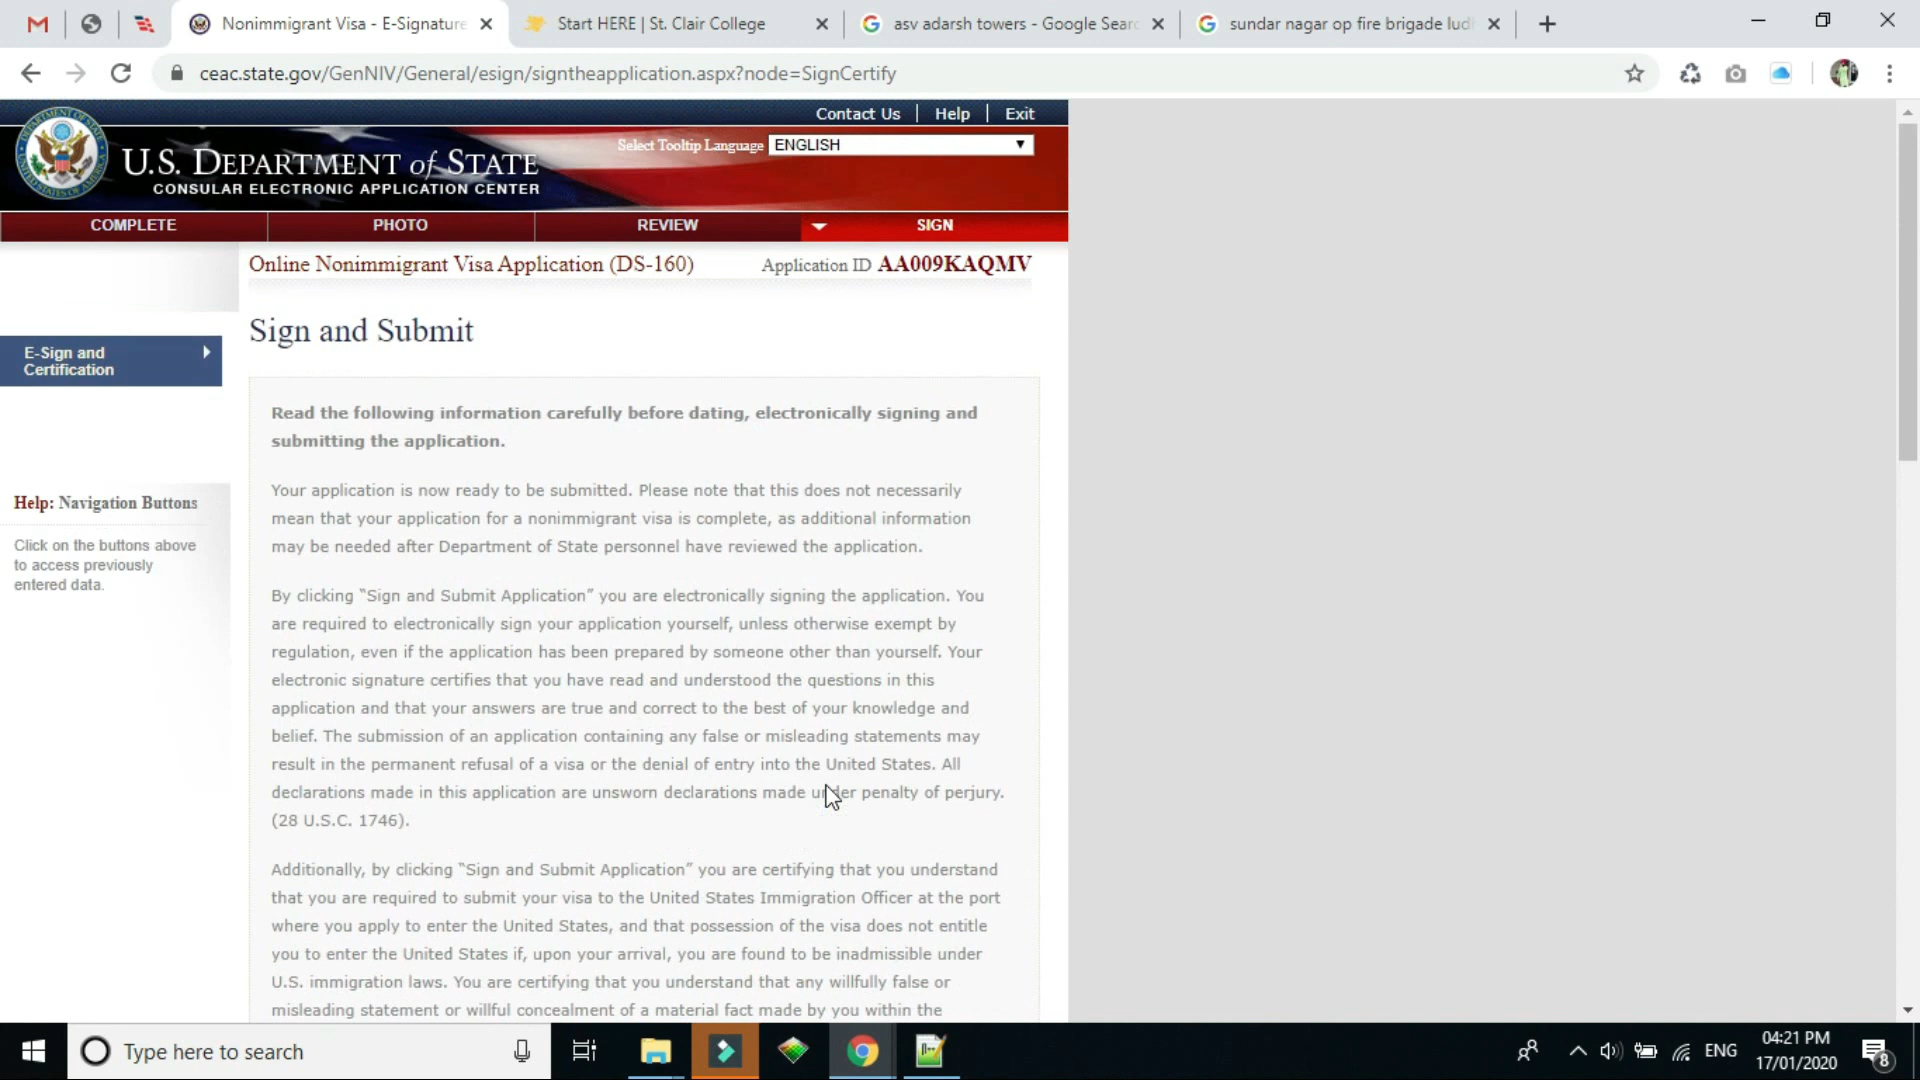 Nonimmigrant Visa - E-Signature
Start HERE | St. Clair College
asv adarsh towers - Google Sear
sundar nagar op fire brigade lud
ceac.state.gov/GenNIV/General/esign/signtheapplication.aspx?node=SignCertify
Contact Us | Help | Exit
Select Tooltip Language ENGLISH
U.S. DEPARTMENT of STATE
CONSULAR ELECTRONIC APPLICATION CENTER
COMPLETE PHOTO REVIEW SIGN
Online Nonimmigrant Visa Application (DS-160) Application ID AA009KAQMV
Sign and Submit
E-Sign and
Certification
Read the following information carefully before dating, electronically signing and
submitting the application.
Your application is now ready to be submitted. Please note that this does not necessarily
mean that your application for a nonimmigrant visa is complete, as additional information
may be needed after Department of State personnel have reviewed the application.
Help: Navigation Buttons
Click on the buttons above
to access previously
entered data.
By clicking “Sign and Submit Application” you are electronically signing the application. You
are required to electronically sign your application yourself, unless otherwise exempt by
regulation, even if the application has been prepared by someone other than yourself. Your
electronic signature certifies that you have read and understood the questions in this
application and that your answers are true and correct to the best of your knowledge and
belief. The submission of an application containing any false or misleading statements may
result in the permanent refusal of a visa or the denial of entry into the United States. All
declarations made in this application are unsworn declarations made under penalty of perjury.
(28 U.S.C. 1746).
Additionally, by clicking “Sign and Submit Application” you are certifying that you understand
that you are required to submit your visa to the United States Immigration Officer at the port
where you apply to enter the United States, and that possession of the visa does not entitle
you to enter the United States if, upon your arrival, you are found to be inadmissible under
U.S. immigration laws. You are certifying that you understand that any willfully false or
misleading statement or willful concealment of a material fact made by you within the
Type here to search
ENG
04:21 PM
17/01/2020
8